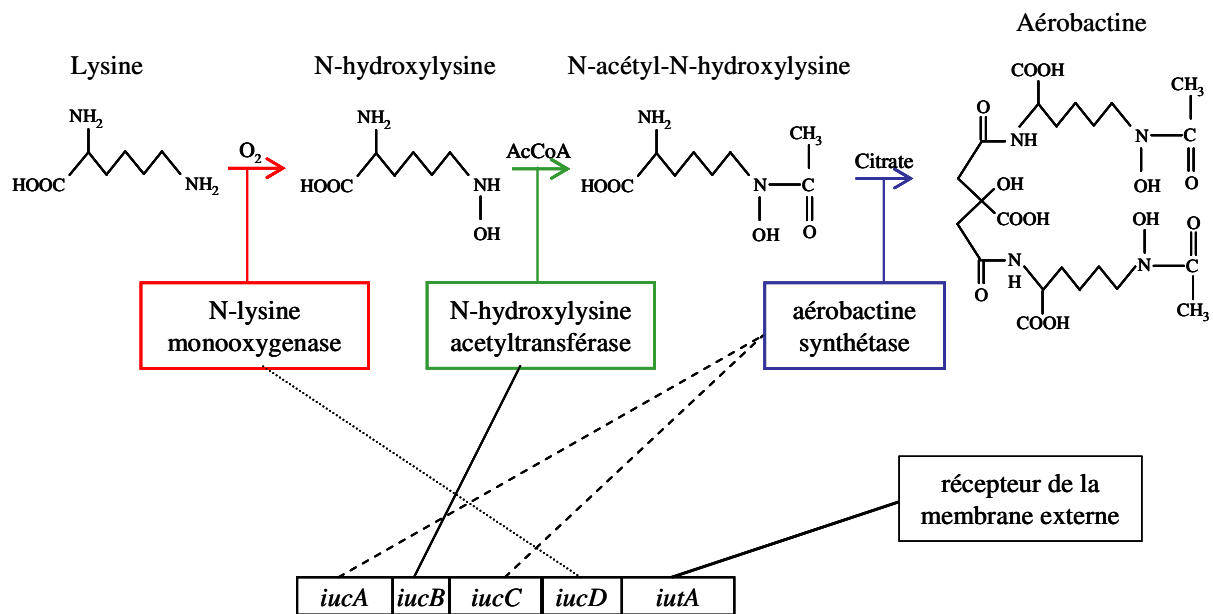 Aérobactine
Lysine
N-hydroxylysine
N-acétyl-N-hydroxylysine
NH2
HOOC
NH2
O2
NH2
HOOC
NH
OH
AcCoA
NH2
HOOC
N
OH
CH3
C
O
Citrate
COOH
O
NH
N
OH
CH3
C
O
OH
COOH
O
N
H
COOH
OH
N
O
C
CH3
N-lysine
monooxygenase
N-hydroxylysine
acetyltransférase
aérobactine
synthétase
récepteur de la
membrane externe
iucA iucB iucC iucD iutA